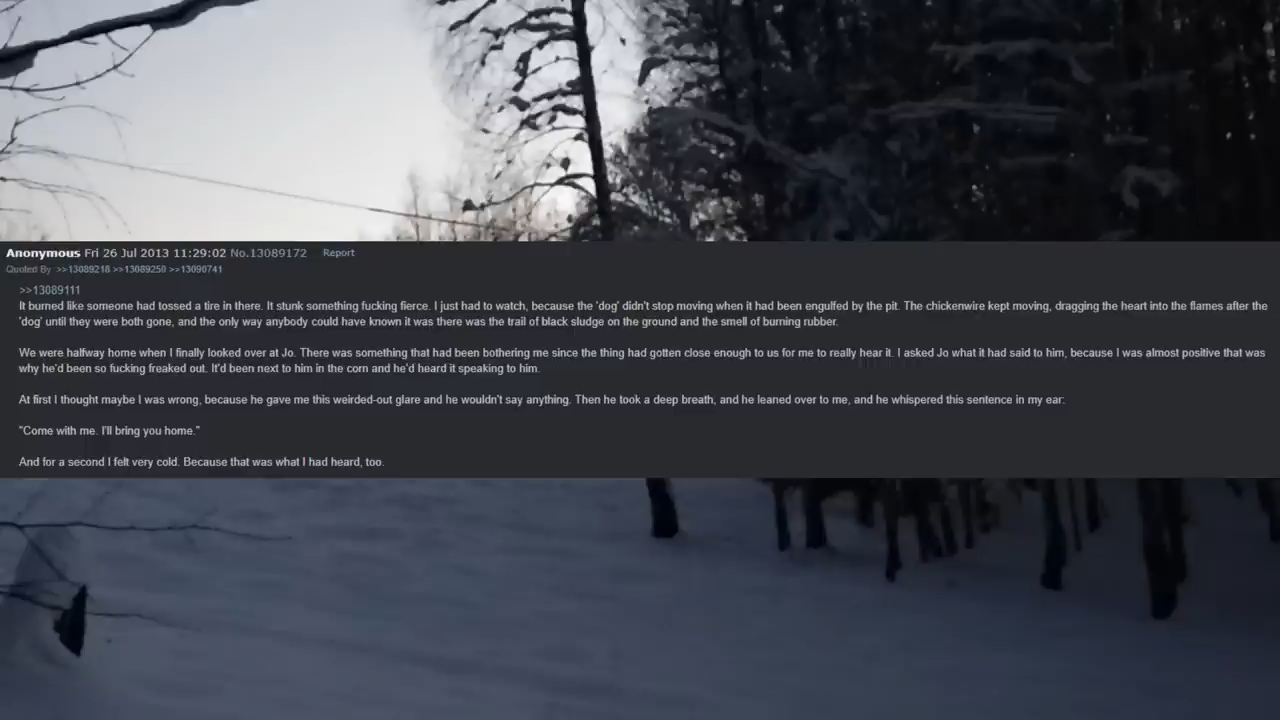 Anonymous Fri 26 Jul 2013 11:29:02 No.13089172 Report
Quoted By: >>13089218 >>13089250 >>13090741
>>13089111
It burned like someone had tossed a tire in there. It stunk something fucking fierce. I just had to watch, because the 'dog' didn't stop moving when it had been engulfed by the pit. The chickenwire kept moving, dragging the heart into the flames after the
'dog' until they were both gone, and the only way anybody could have known it was there was the trail of black sludge on the ground and the smell of burning rubber.
We were halfway home when I finally looked over at Jo. There was something that had been bothering me since the thing had gotten close enough to us for me to really hear it. I asked Jo what it had said to him, because I was almost positive that was
why he'd been so fucking freaked out. It'd been next to him in the corn and he'd heard it speaking to him.
At first I thought maybe I was wrong, because he gave me this weirded-out glare and he wouldn't say anything. Then he took a deep breath, and he leaned over to me, and he whispered this sentence in my ear:
"Come with me. I'll bring you home."
And for a second I felt very cold. Because that was what I had heard, too.